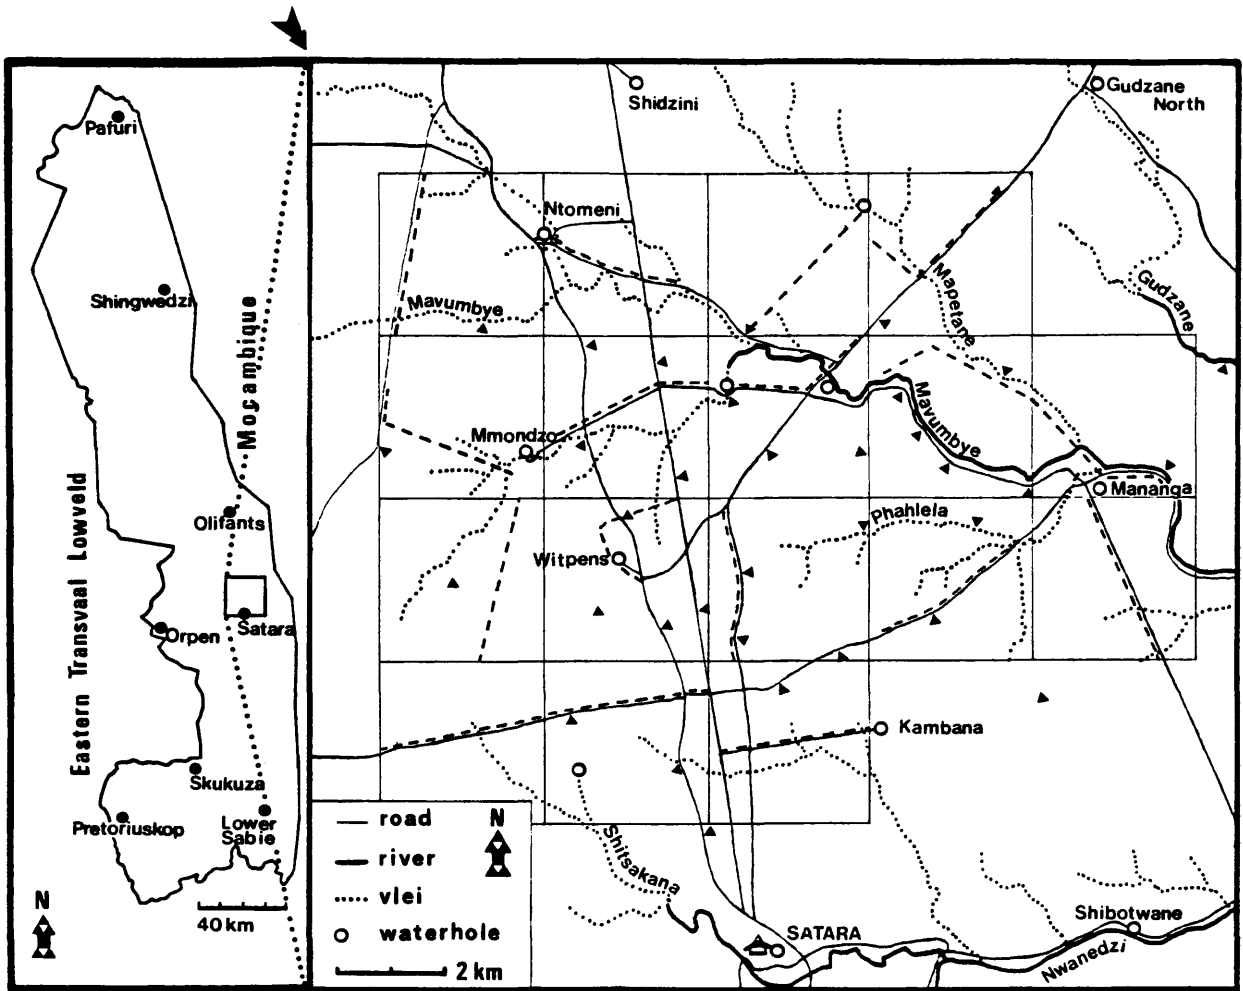 Pafuri
Shingwedzi
Moçambique
Eastern Transvaal Lowveld
Olifants
Satara
Orpen
Skukuza
Pretoriuskop
Lower
Sabie
N
40 km
Shidzini
Gudzane
North
Ntomeni
Mavumbye
Mapetane
Gudzane
Mmondzo
Mavumbye
Mananga
Phahlela
Witpens
Kambana
Shitsakana
SATARA
Shibotwane
Nwanedzi
road
N
river
vlei
waterhole
2 km